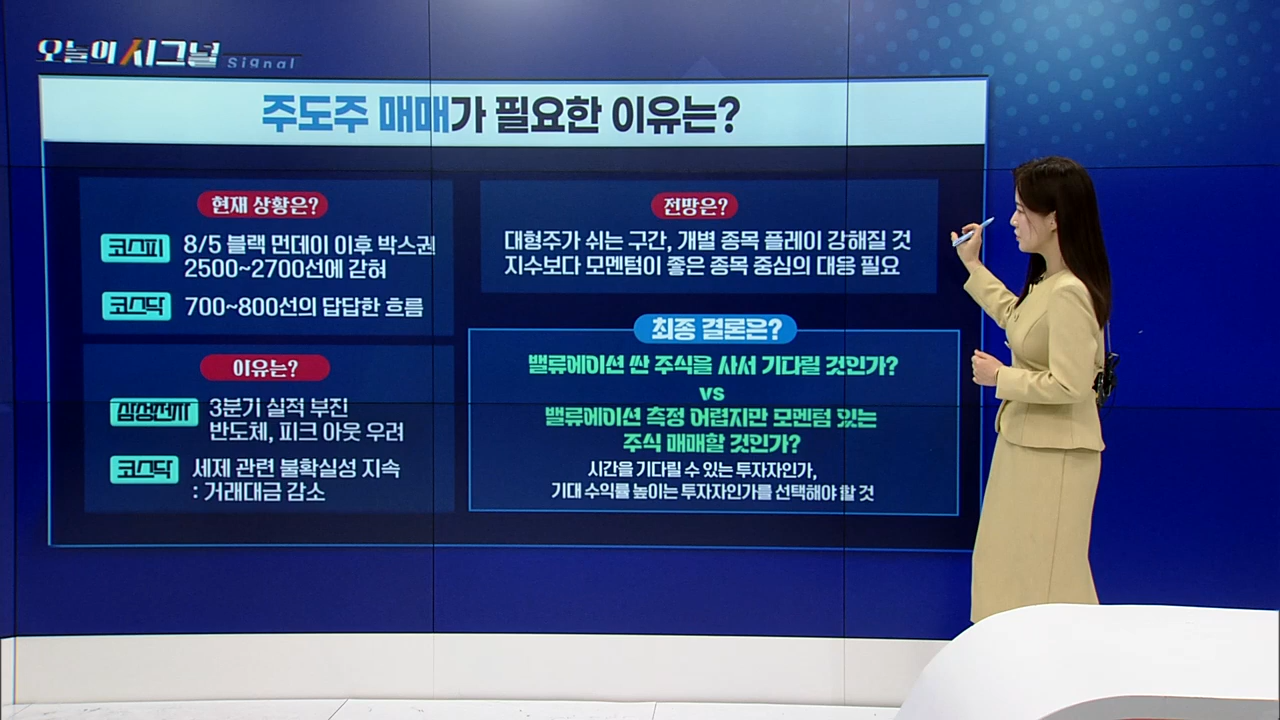 오늘의 시그널
Signal
주도주 매매가 필요한 이유는?
현재 상황은?
코스피 8/5 블랙 먼데이 이후 박스권
2500~2700선에 갇혀
코스닥 700~800선의 답답한 흐름
이유는?
삼성전자 3분기 실적 부진
반도체, 피크 아웃 우려
코스닥 세제 관련 불확실성 지속
: 거래대금 감소
전망은?
대형주가 쉬는 구간, 개별 종목 플레이 강해질 것
지수보다 모멘텀이 좋은 종목 중심의 대응 필요
최종 결론은?
밸류에이션 싼 주식을 사서 기다릴 것인가?
vs
밸류에이션 측정 어렵지만 모멘텀 있는
주식 매매할 것인가?
시간을 기다릴 수 있는 투자자인가,
기대 수익률 높이는 투자자인가를 선택해야 할 것